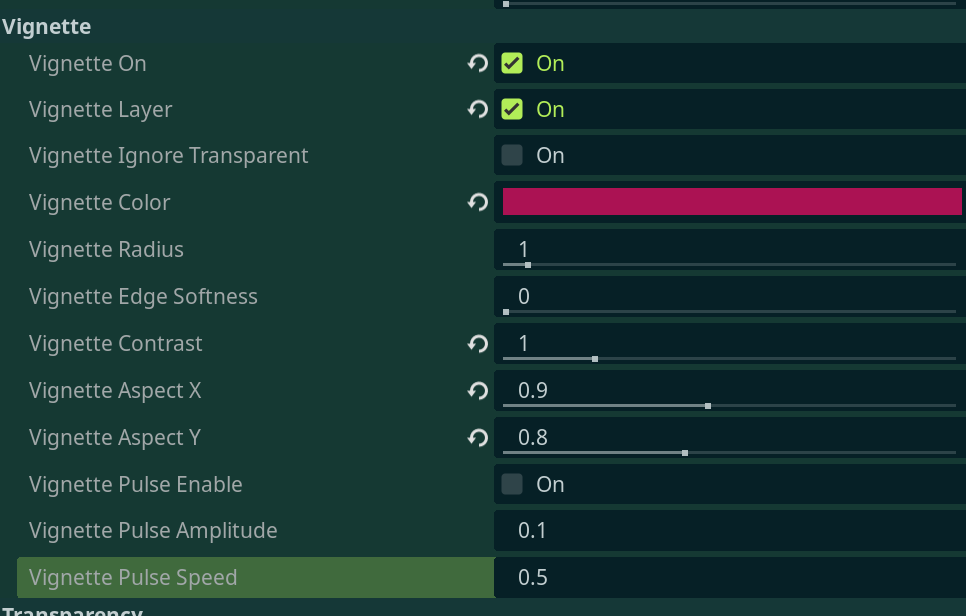 Vignette
Vignette On On
Vignette Layer On
Vignette Ignore Transparent On
Vignette Color
Vignette Radius 1
Vignette Edge Softness 0
Vignette Contrast 1
Vignette Aspect X 0.9
Vignette Aspect Y 0.8
Vignette Pulse Enable On
Vignette Pulse Amplitude 0.1
Vignette Pulse Speed 0.5
Transparency